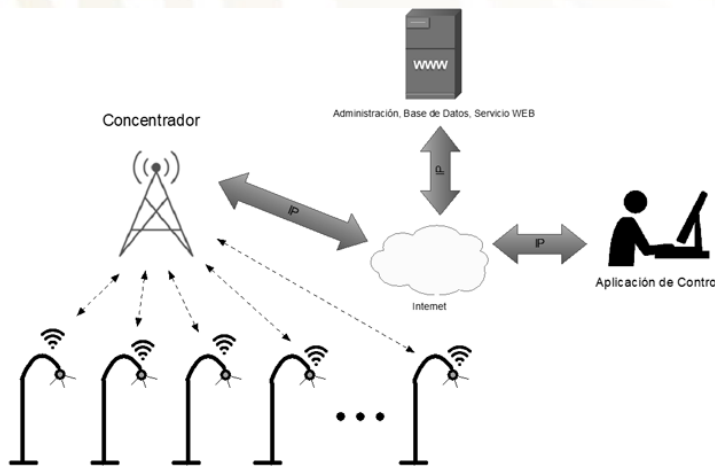 WWW
Administración, Base de Datos, Servicio WEB
Concentrador
IP
IP
IP
Internet
Aplicación de Contro